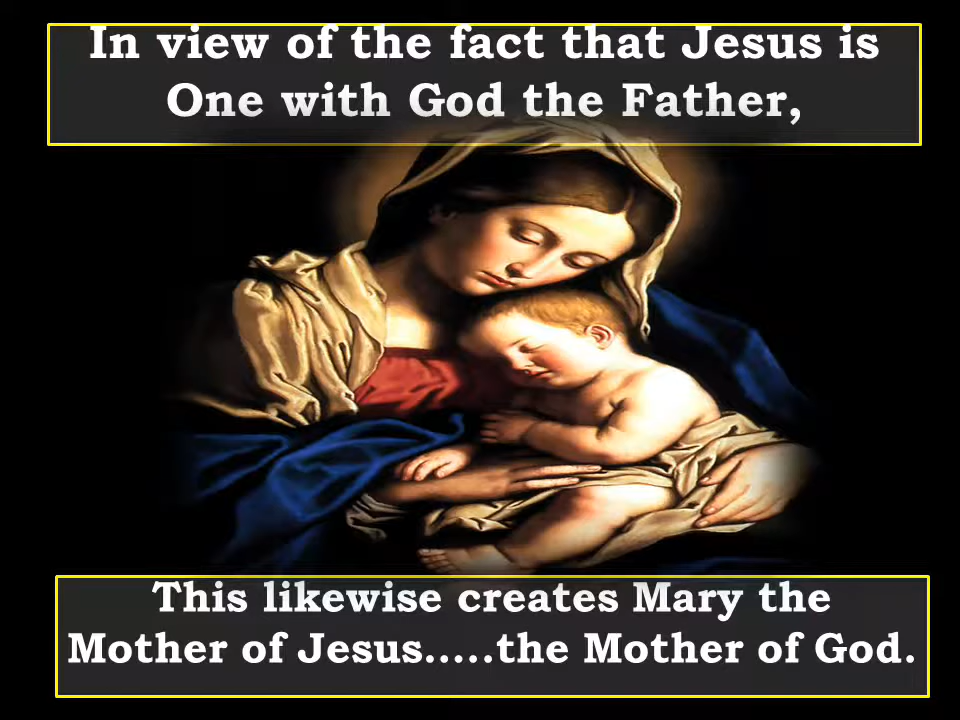 In view of the fact that Jesus is
One with God the Father,
This likewise creates Mary the
Mother of Jesus.....the Mother of God.